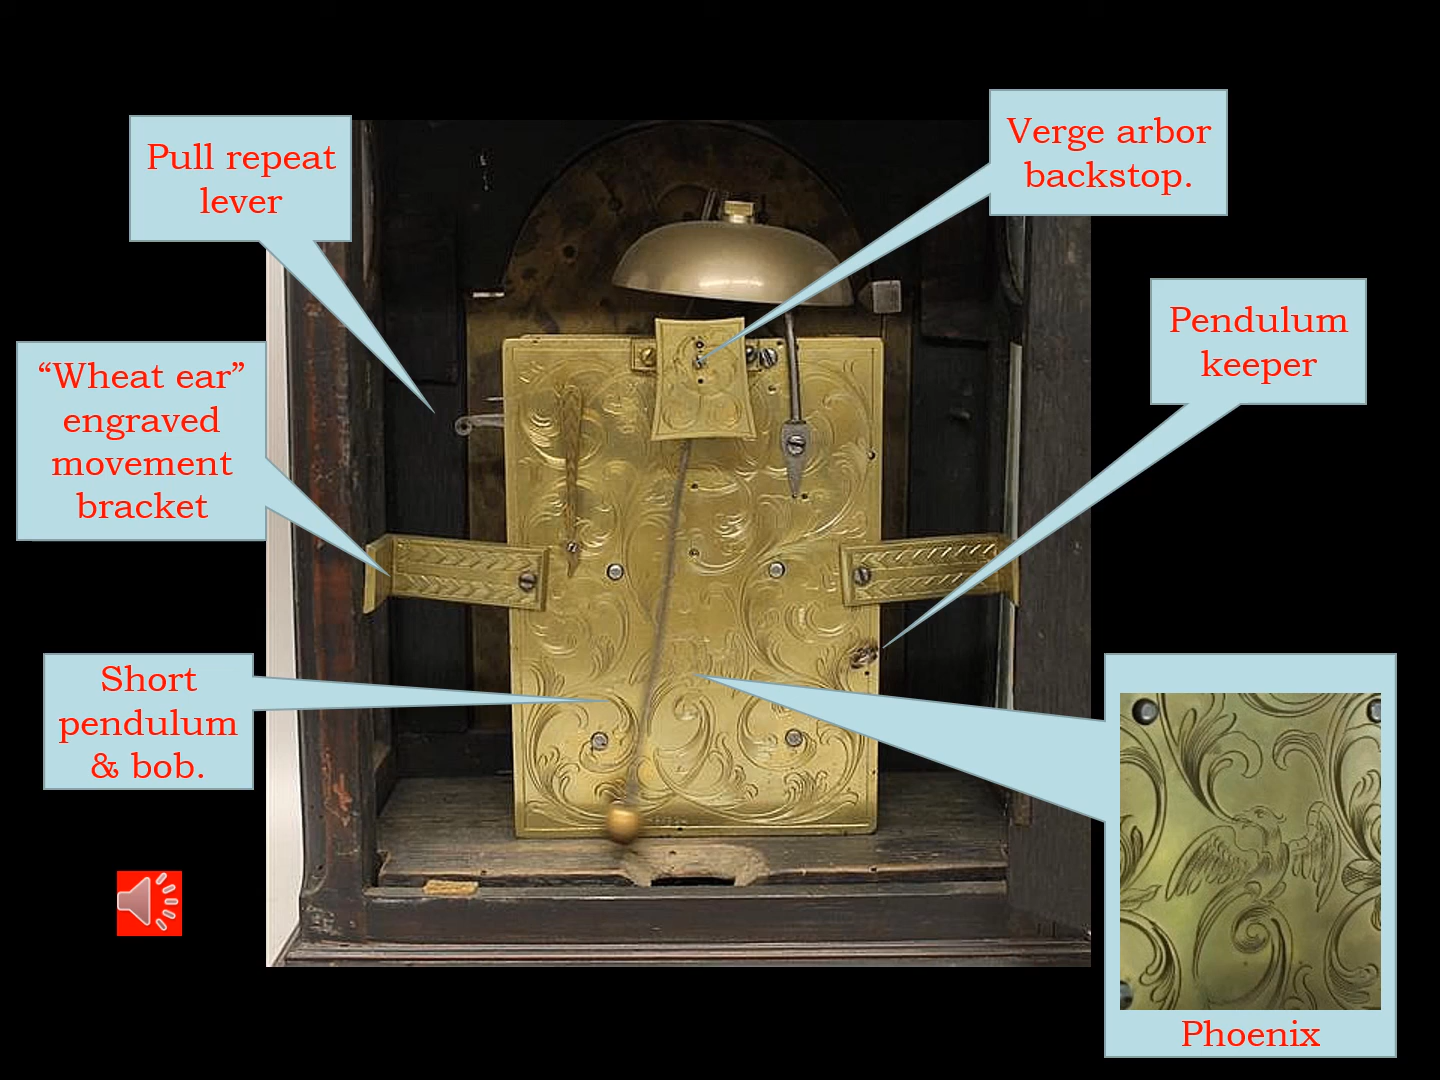 Pull repeat
lever
Verge arbor
backstop.
Pendulum
keeper
“Wheat ear”
engraved
movement
bracket
Short
pendulum
& bob.
Phoenix